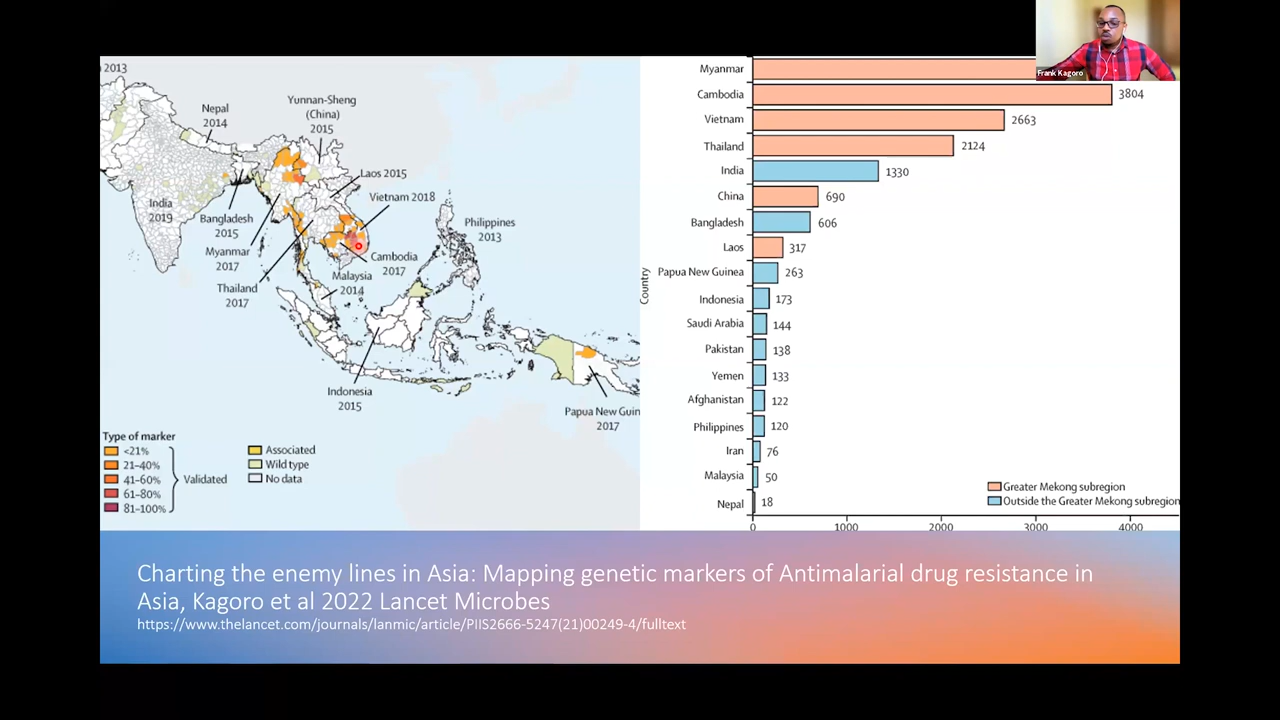 Frank Kagoro
2013
Nepal
2014
Yunnan-Sheng
(China)
2015
Laos 2015
Vietnam 2018
India
2019
Bangladesh
2015
Myanmar
2017
Thailand
2017
Philippines
2013
Cambodia
2017
Malaysia
2014
Indonesia
2015
Papua New Guin
2017
Type of marker
<21%
21–40%
41–60%
61–80%
81–100%
Validated
Associated
Wild type
No data
Country
Myanmar
Cambodia 3804
Vietnam 2663
Thailand 2124
India 1330
China 690
Bangladesh 606
Laos 317
Papua New Guinea 263
Indonesia 173
Saudi Arabia 144
Pakistan 138
Yemen 133
Afghanistan 122
Philippines 120
Iran 76
Malaysia 50
Nepal 18
Greater Mekong subregion
Outside the Greater Mekong subregion
0 1000 2000 3000 4000
Charting the enemy lines in Asia: Mapping genetic markers of Antimalarial drug resistance in
Asia, Kagoro et al 2022 Lancet Microbes
https://www.thelancet.com/journals/lanmic/article/PIIS2666-5247(21)00249-4/fulltext